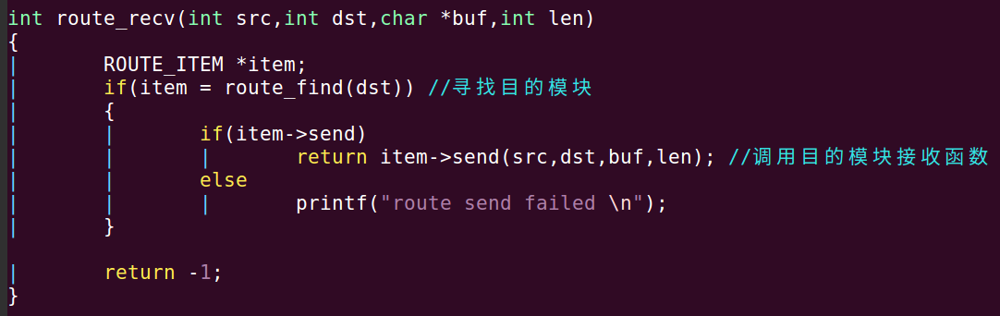 int route_recv(int src,int dst,char *buf,int len)
{
ROUTE_ITEM *item;
if(item = route_find(dst)) //寻找目的模块
{
if(item->send)
return item->send(src,dst,buf,len); //调用目的模块接收函数
else
printf("route send failed \n");
}
return -1;
}